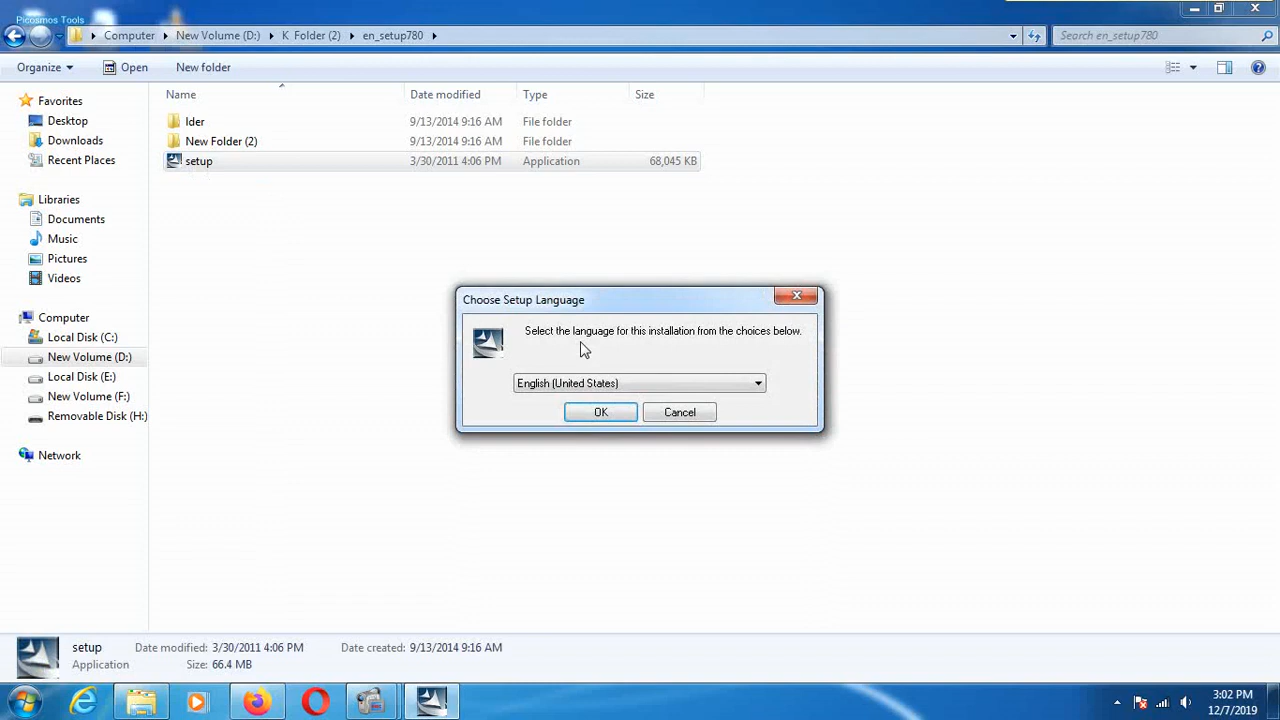 Picosmos Tools
Computer New Volume (D:) K Folder (2) en_setup780
Search en_setup780
Organize Open New folder
Name Date modified Type Size
lder 9/13/2014 9:16 AM File folder
New Folder (2) 9/13/2014 9:16 AM File folder
setup 3/30/2011 4:06 PM Application 68,045 KB
Favorites
Desktop
Downloads
Recent Places
Libraries
Documents
Music
Pictures
Videos
Computer
Local Disk (C:)
New Volume (D:)
Local Disk (E:)
New Volume (F:)
Removable Disk (H:)
Network
Choose Setup Language
Select the language for this installation from the choices below.
English (United States)
OK Cancel
setup Date modified: 3/30/2011 4:06 PM Date created: 9/13/2014 9:16 AM
Application Size: 66.4 MB
3:02 PM
12/7/2019